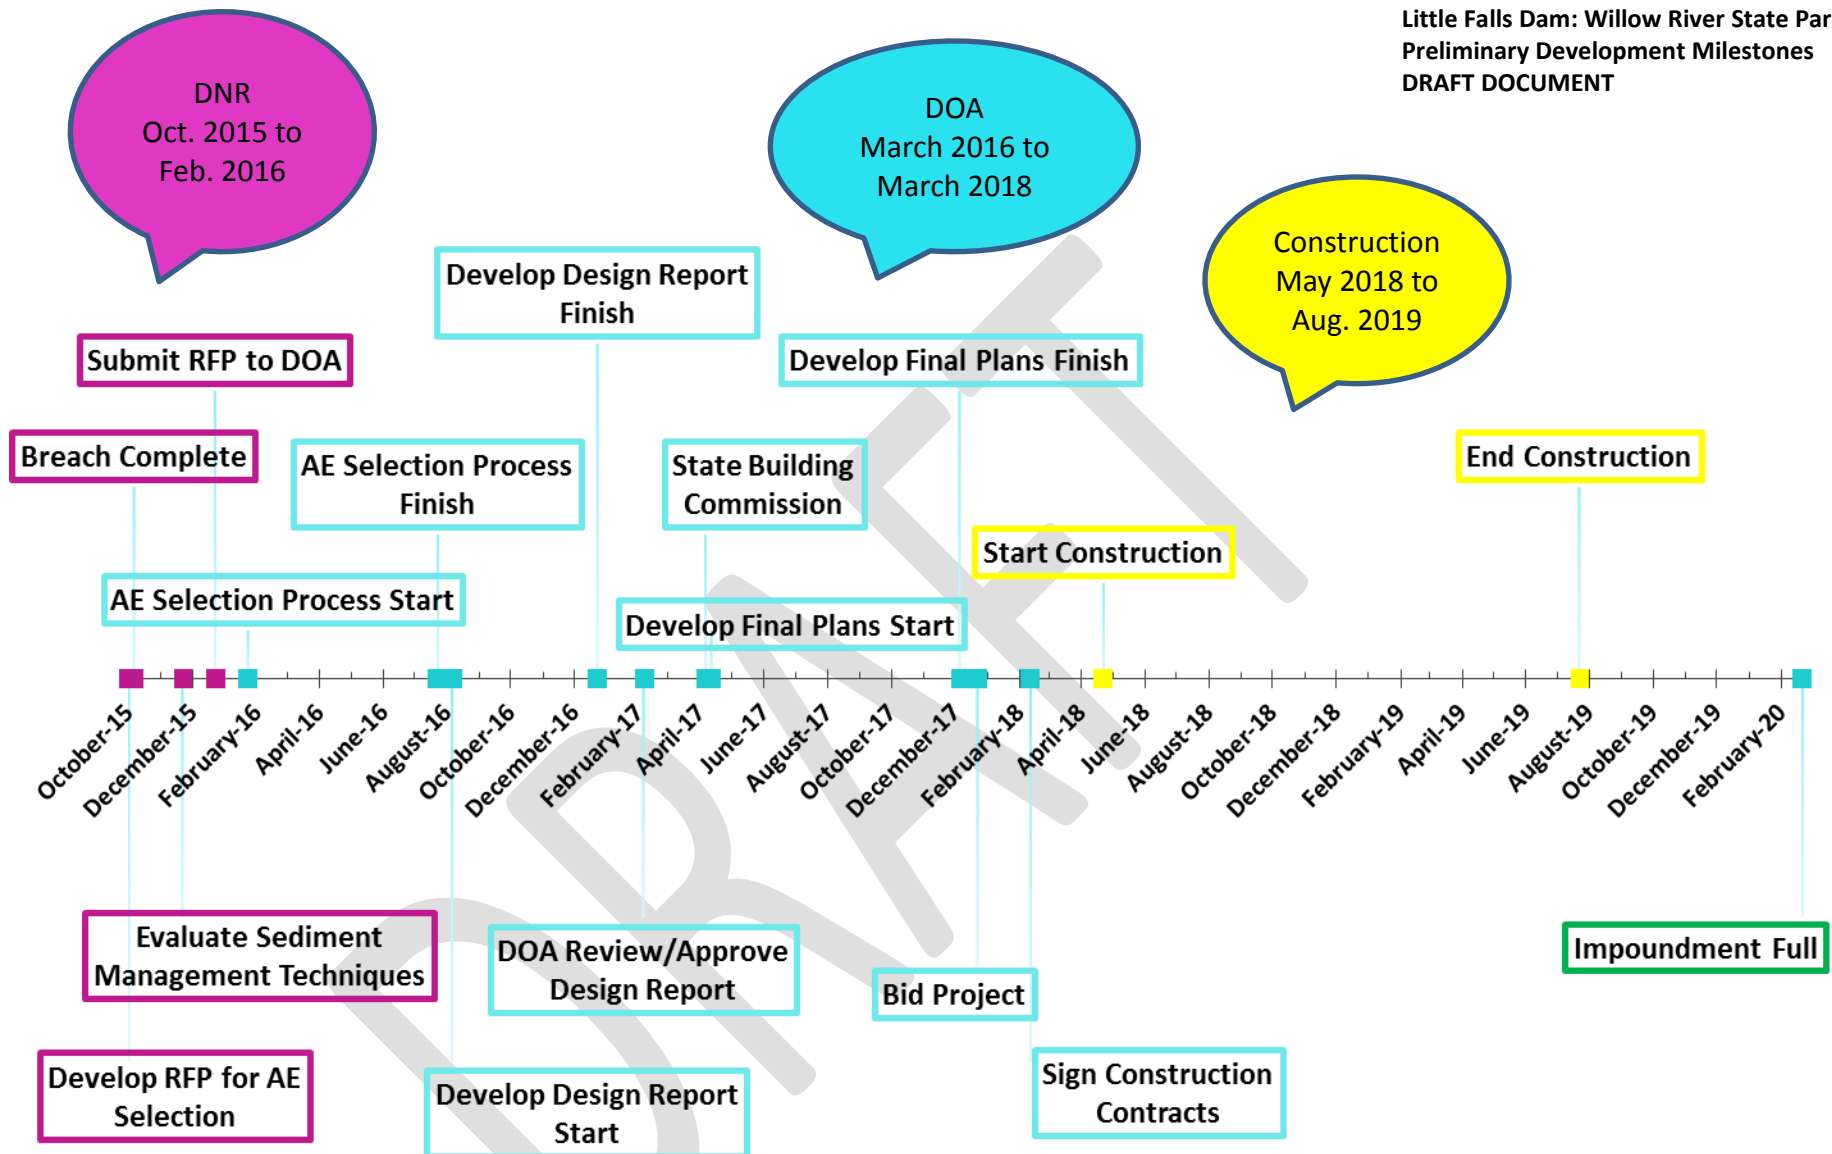 Little Falls Dam: Willow River State Par
Preliminary Development Milestones
DRAFT DOCUMENT
DNR
Oct. 2015 to
Feb. 2016
DOA
March 2016 to
March 2018
Construction
May 2018 to
Aug. 2019
Develop Design Report
Finish
Submit RFP to DOA
Develop Final Plans Finish
Breach Complete
AE Selection Process
Finish
State Building
Commission
End Construction
Start Construction
AE Selection Process Start
Develop Final Plans Start
October-15
December-15
February-16
April-16
June-16
August-16
October-16
December-16
February-17
April-17
June-17
August-17
October-17
December-17
February-18
April-18
June-18
August-18
October-18
December-18
February-19
April-19
June-19
August-19
October-19
December-19
February-20
Evaluate Sediment
Management Techniques
DOA Review/Approve
Design Report
Bid Project
Impoundment Full
Develop RFP for AE
Selection
Develop Design Report
Start
Sign Construction
Contracts
DRAFT